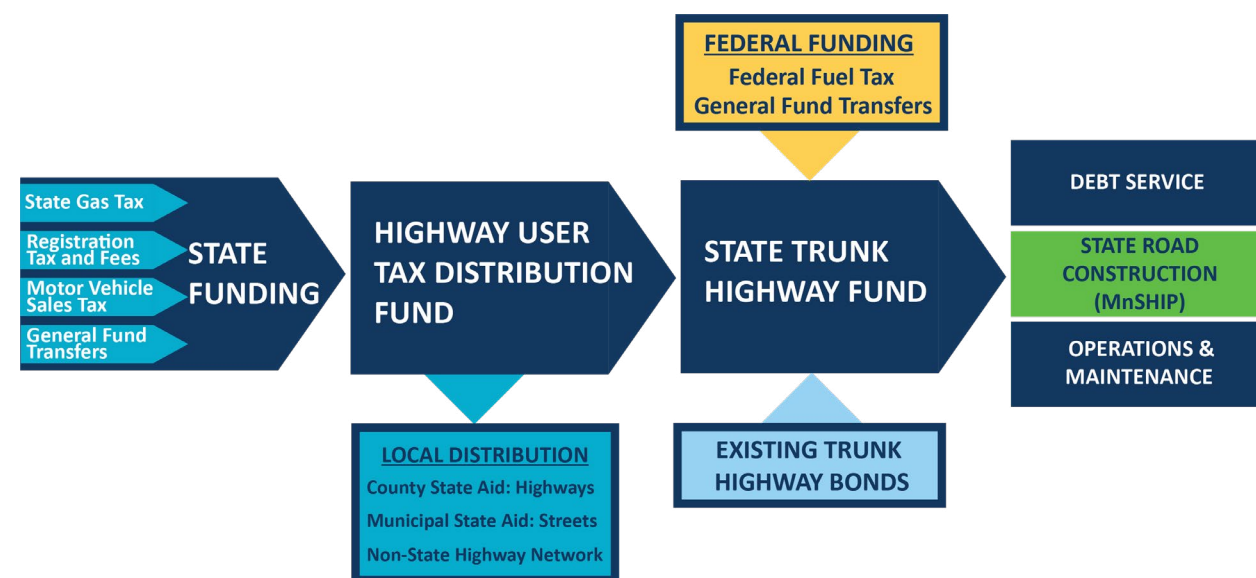 State Gas Tax
Registration
Tax and Fees
Motor Vehicle
Sales Tax
General Fund
Transfers
STATE
FUNDING
HIGHWAY USER
TAX DISTRIBUTION
FUND
LOCAL DISTRIBUTION
County State Aid: Highways
Municipal State Aid: Streets
Non-State Highway Network
FEDERAL FUNDING
Federal Fuel Tax
General Fund Transfers
STATE TRUNK
HIGHWAY FUND
EXISTING TRUNK
HIGHWAY BONDS
DEBT SERVICE
STATE ROAD
CONSTRUCTION
(MnSHIP)
OPERATIONS &
MAINTENANCE